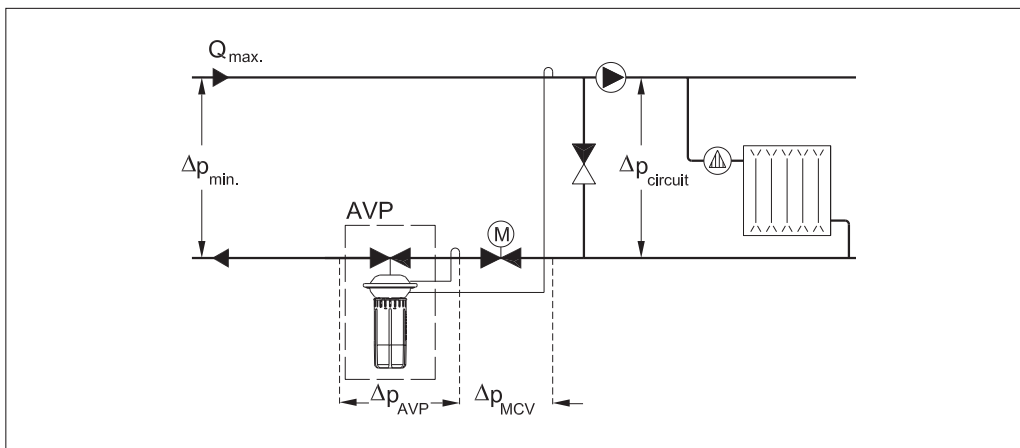 Qmax.
Δpmin.
Δpcircuit
AVP
M
ΔpAVP
ΔpMCV